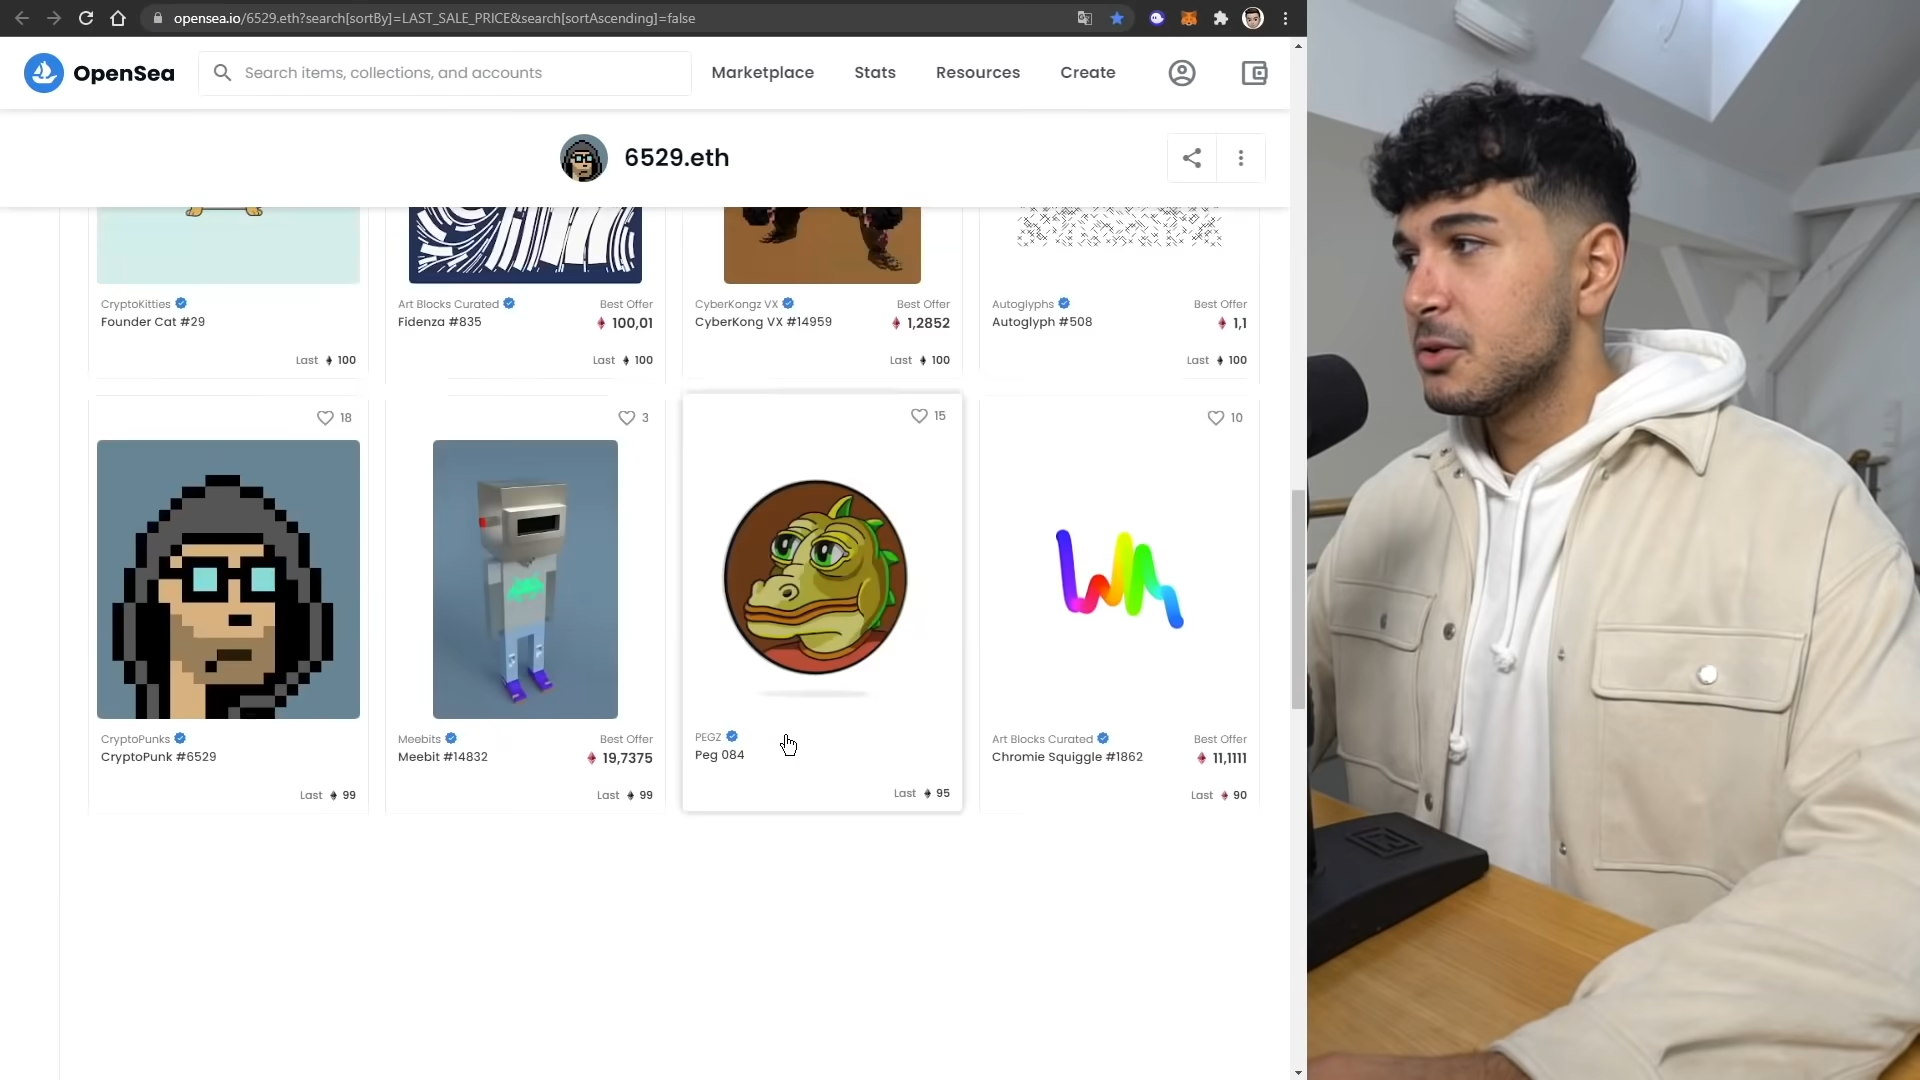 opensea.io/6529.eth?search[sortBy]=LAST_SALE_PRICE&search[sortAscending]=false
OpenSea
Search items, collections, and accounts
Marketplace
Stats
Resources
Create
6529.eth
CryptoKitties
Founder Cat #29
Last 100
Art Blocks Curated
Best Offer
Fidenza #835
100,01
Last 100
CyberKongz VX
Best Offer
CyberKong VX #14959
1,2852
Last 100
Autoglyphs
Best Offer
Autoglyph #508
1,1
Last 100
18
CryptoPunks
CryptoPunk #6529
Last 99
3
Meebits
Best Offer
Meebit #14832
19,7375
Last 99
15
PEGZ
Peg 084
Last 95
10
Art Blocks Curated
Best Offer
Chromie Squiggle #1862
11,1111
Last 90